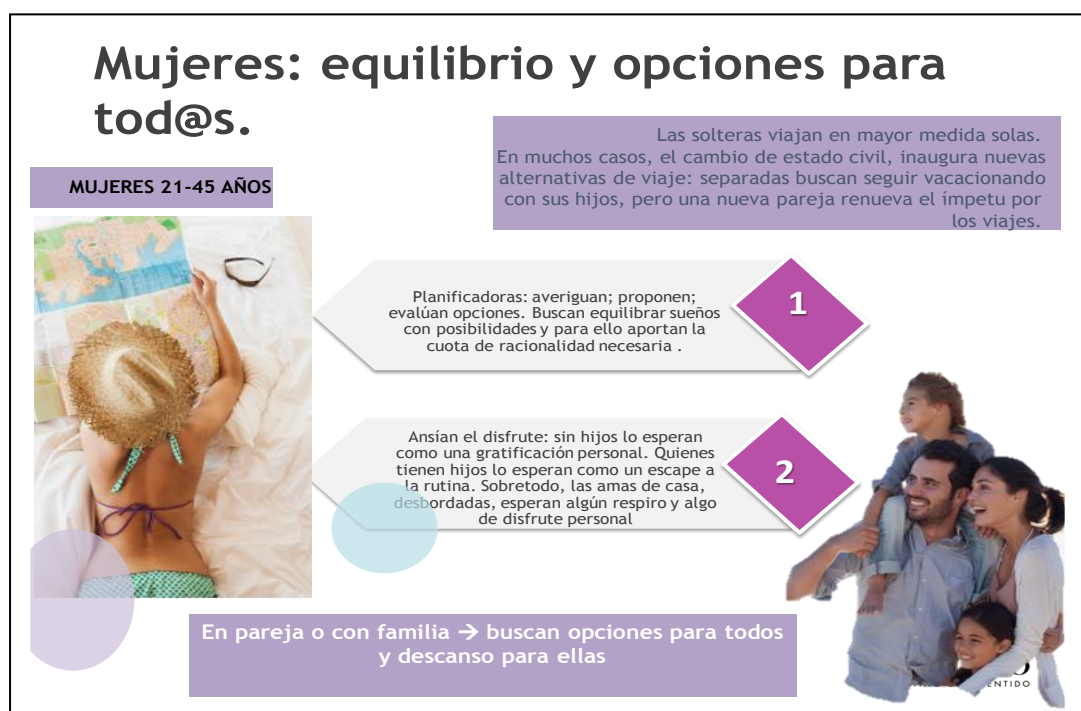 Mujeres: equilibrio y opciones para
tod@s.
Las solteras viajan en mayor medida solas.
En muchos casos, el cambio de estado civil, inaugura nuevas
alternativas de viaje: separadas buscan seguir vacacionando
con sus hijos, pero una nueva pareja renueva el ímpetu por
los viajes.
MUJERES 21-45 AÑOS
Planificadoras: averiguan; proponen;
evalúan opciones. Buscan equilibrar sueños
con posibilidades y para ello aportan la
cuota de racionalidad necesaria .
1
Ansían el disfrute: sin hijos lo esperan
como una gratificación personal. Quienes
tienen hijos lo esperan como un escape a
la rutina. Sobretodo, las amas de casa,
desbordadas, esperan algún respiro y algo
de disfrute personal
2
En pareja o con familia → buscan opciones para todos
y descanso para ellas